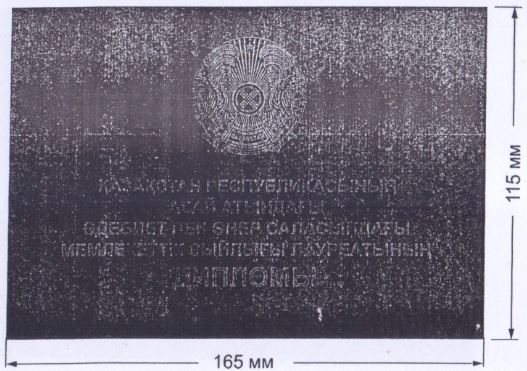 ҚАЗАҚСТАН РЕСПУБЛИКАСЫНЫҢ
АБАЙ АТЫНДАҒЫ
ӘДЕБИЕТ ПЕН ӨНЕР САЛАСЫНДАҒЫ
МЕМЛЕКЕТТІК СЫЙЛЫҒЫ ЛАУРЕАТЫНЫҢ
ДИПЛОМЫ
115 мм
165 мм